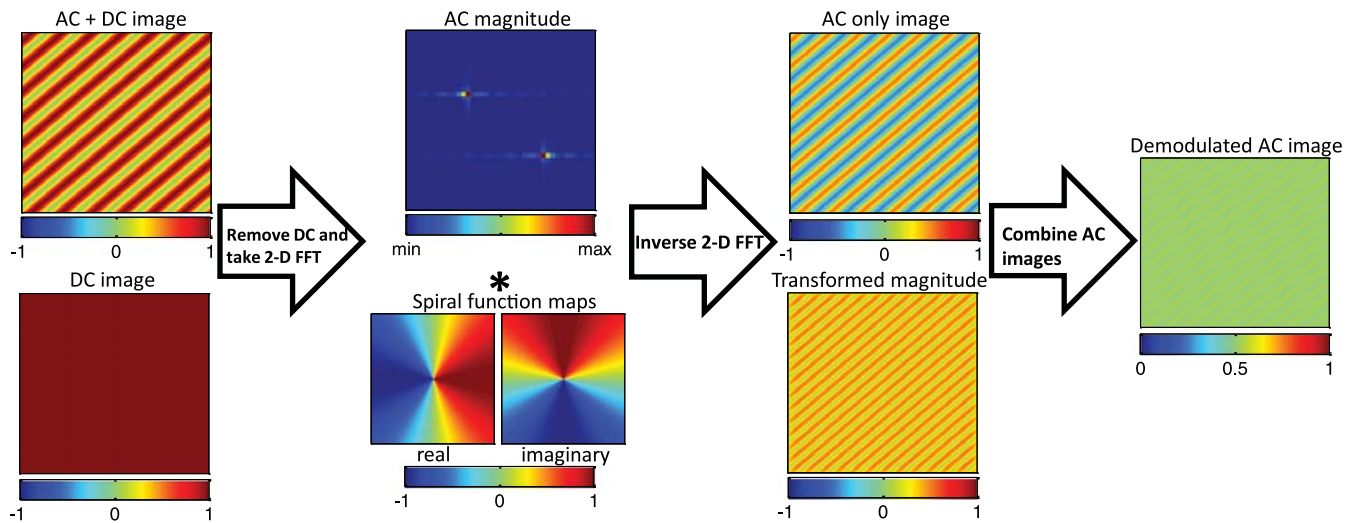 AC + DC image
-1 0 1
DC image
-1 0 1
Remove DC and
take 2-D FFT
AC magnitude
min max
*
Spiral function maps
real imaginary
-1 0 1
Inverse 2-D FFT
AC only image
-1 0 1
Transformed magnitude
-1 0 1
Combine AC
images
Demodulated AC image
0 0.5 1